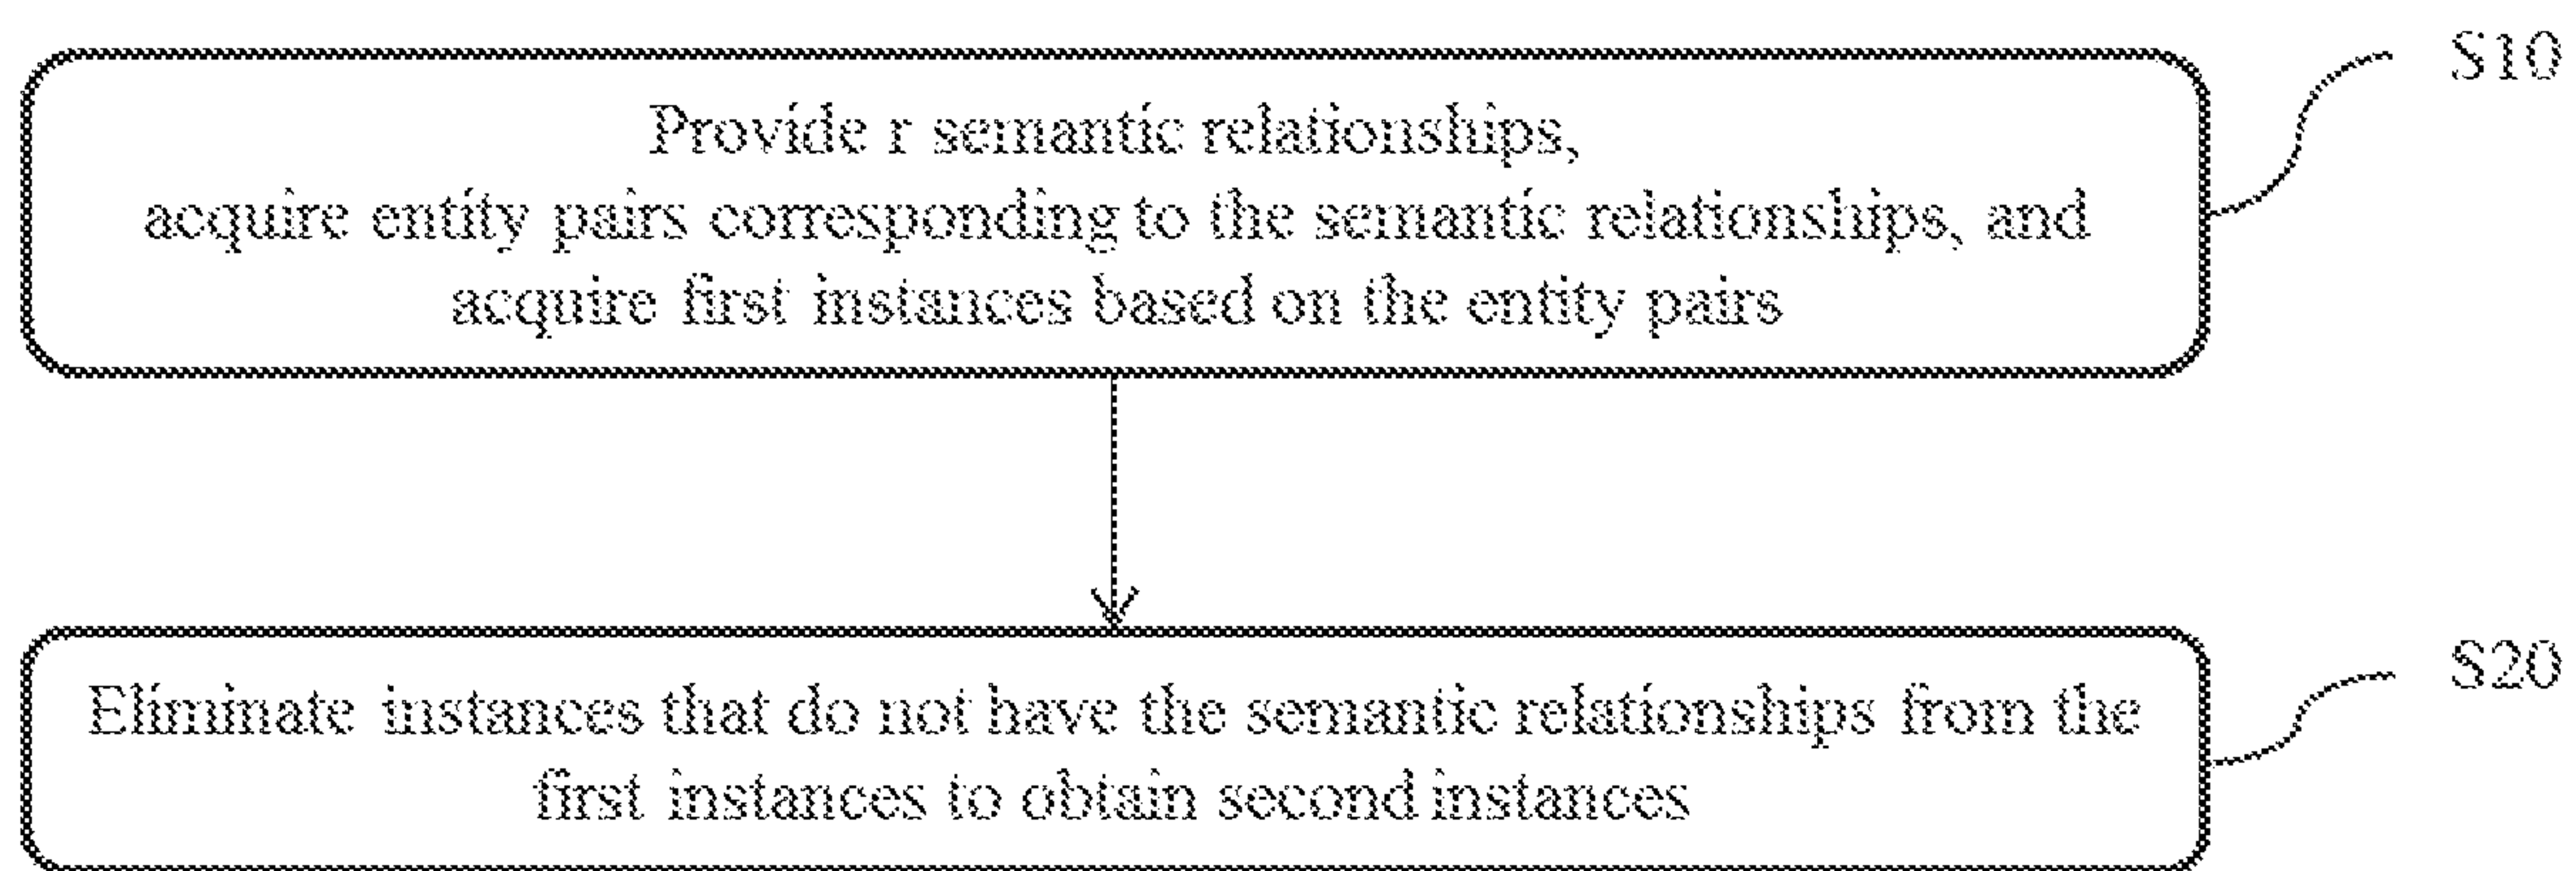 S10
Provide r semantic relationships,
acquire entity pairs corresponding to the semantic relationships, and
acquire first instances based on the entity pairs
S20
Eliminate instances that do not have the semantic relationships from the
first instances to obtain second instances